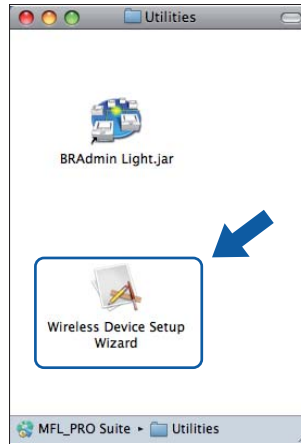 Utilities
BRAdmin Light.jar
Wireless Device Setup
Wizard
MFL_PRO Suite ▸ Utilities